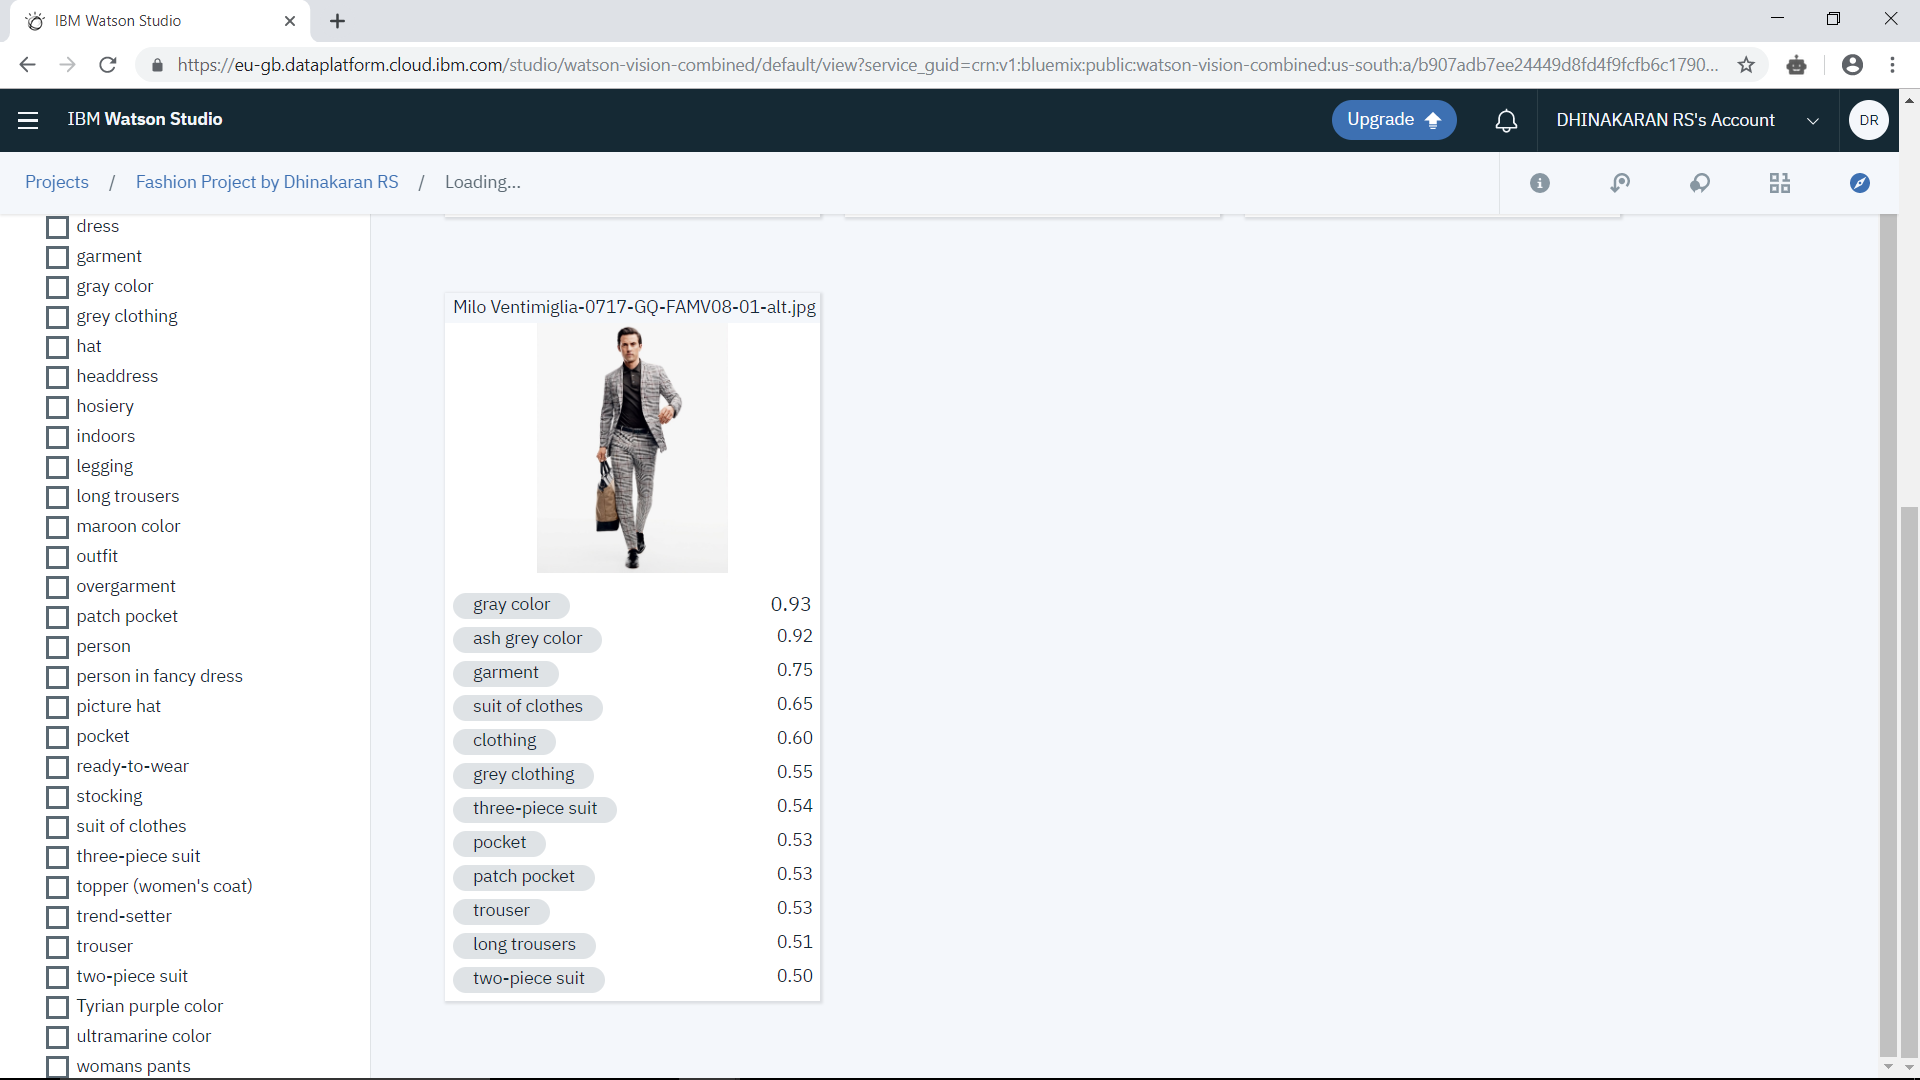 IBM Watson Studio
https://eu-gb.dataplatform.cloud.ibm.com/studio/watson-vision-combined/default/view?service_guid=crn:v1:bluemix:public:watson-vision-combined:us-south:a/b907adb7ee24449d8fd4f9fcfb6c1790...
IBM Watson Studio
Upgrade
DHINAKARAN RS's Account
DR
Projects / Fashion Project by Dhinakaran RS / Loading...
dress
garment
gray color
grey clothing
hat
headdress
hosiery
indoors
legging
long trousers
maroon color
outfit
overgarment
patch pocket
person
person in fancy dress
picture hat
pocket
ready-to-wear
stocking
suit of clothes
three-piece suit
topper (women's coat)
trend-setter
trouser
two-piece suit
Tyrian purple color
ultramarine color
womans pants
Milo Ventimiglia-0717-GQ-FAMV08-01-alt.jpg
gray color 0.93
ash grey color 0.92
garment 0.75
suit of clothes 0.65
clothing 0.60
grey clothing 0.55
three-piece suit 0.54
pocket 0.53
patch pocket 0.53
trouser 0.53
long trousers 0.51
two-piece suit 0.50